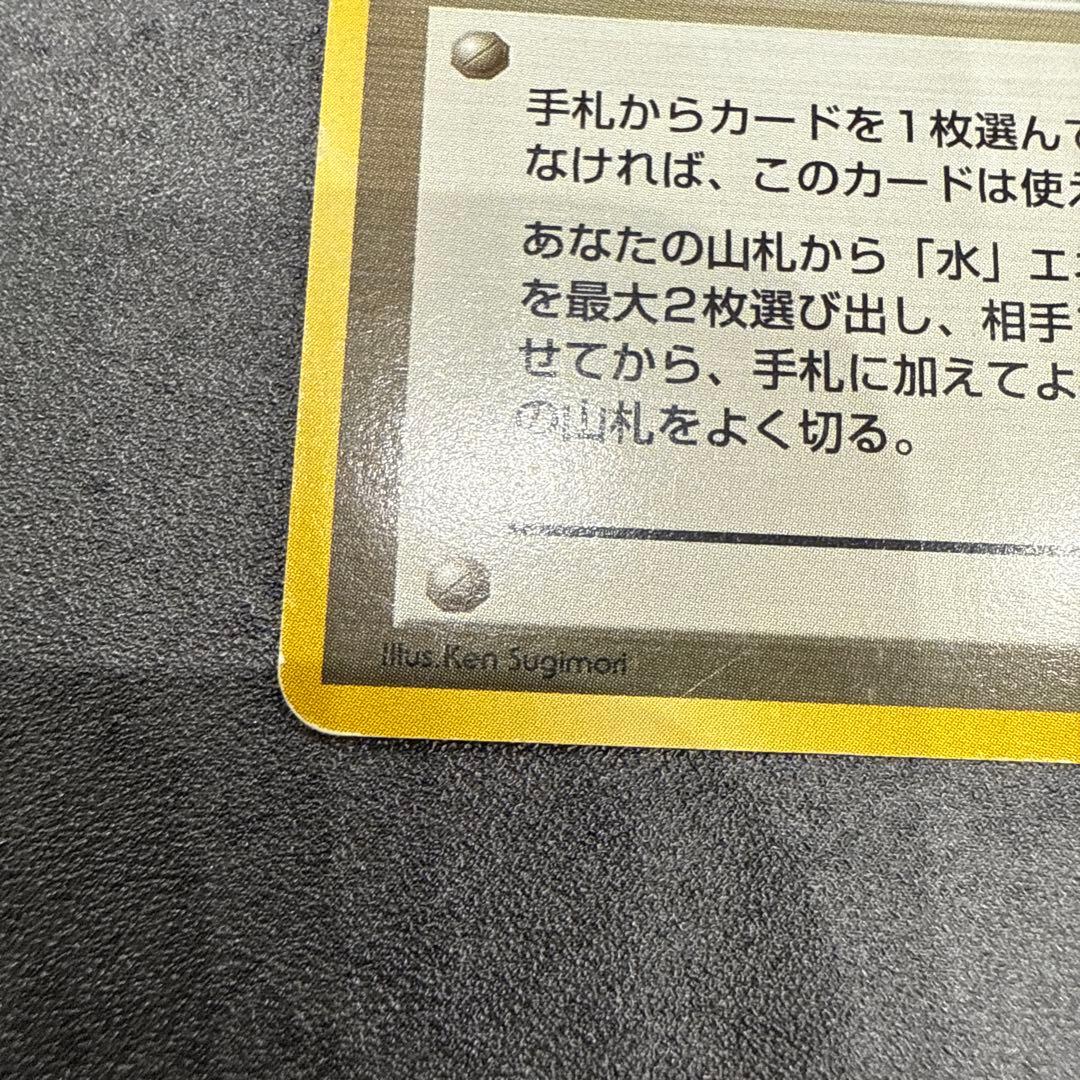 手札からカードを１枚選んで
なければ、このカードは使え
あなたの山札から「水」エネ
を最大２枚選び出し、相手
せてから、手札に加えてよ
の山札をよく切る。
Illus. Ken Sugimori